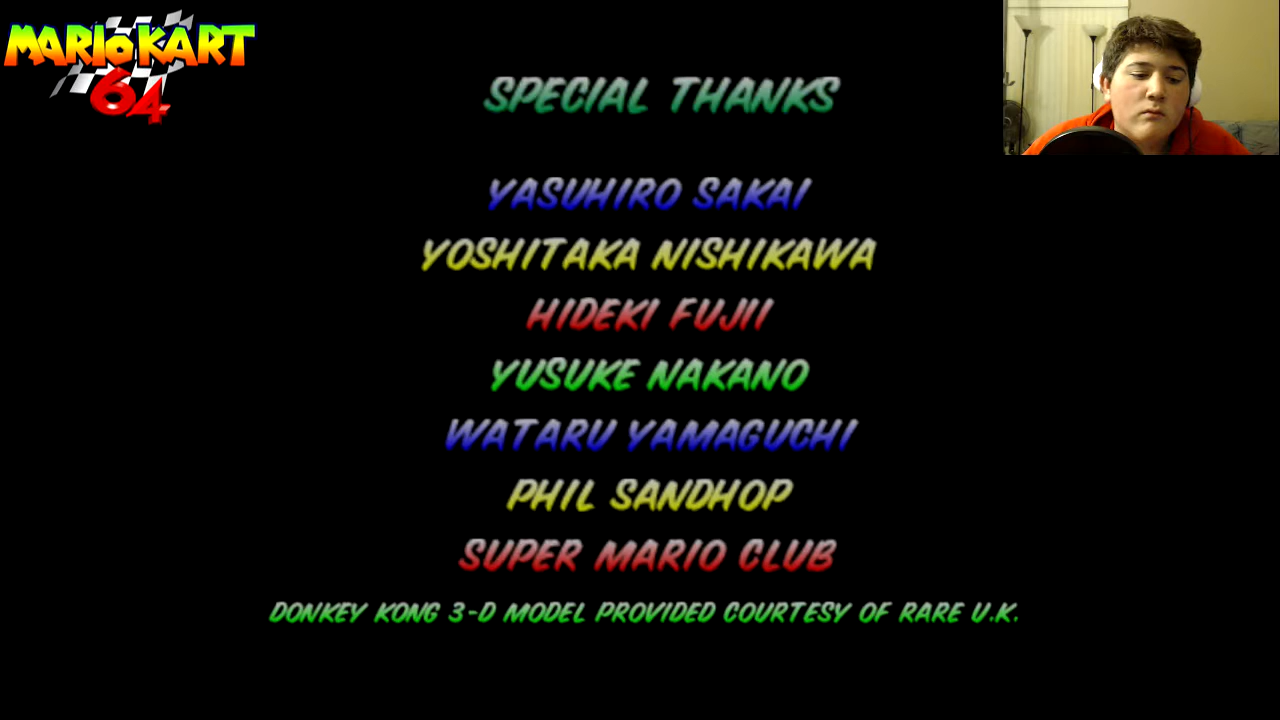 MARIO KART
64
SPECIAL THANKS
YASUHIRO SAKAI
YOSHITAKA NISHIKAWA
HIDEKI FUJII
YUSUKE NAKANO
WATARU YAMAGUCHI
PHIL SANDHOP
SUPER MARIO CLUB
DONKEY KONG 3-D MODEL PROVIDED COURTESY OF RARE U.K.